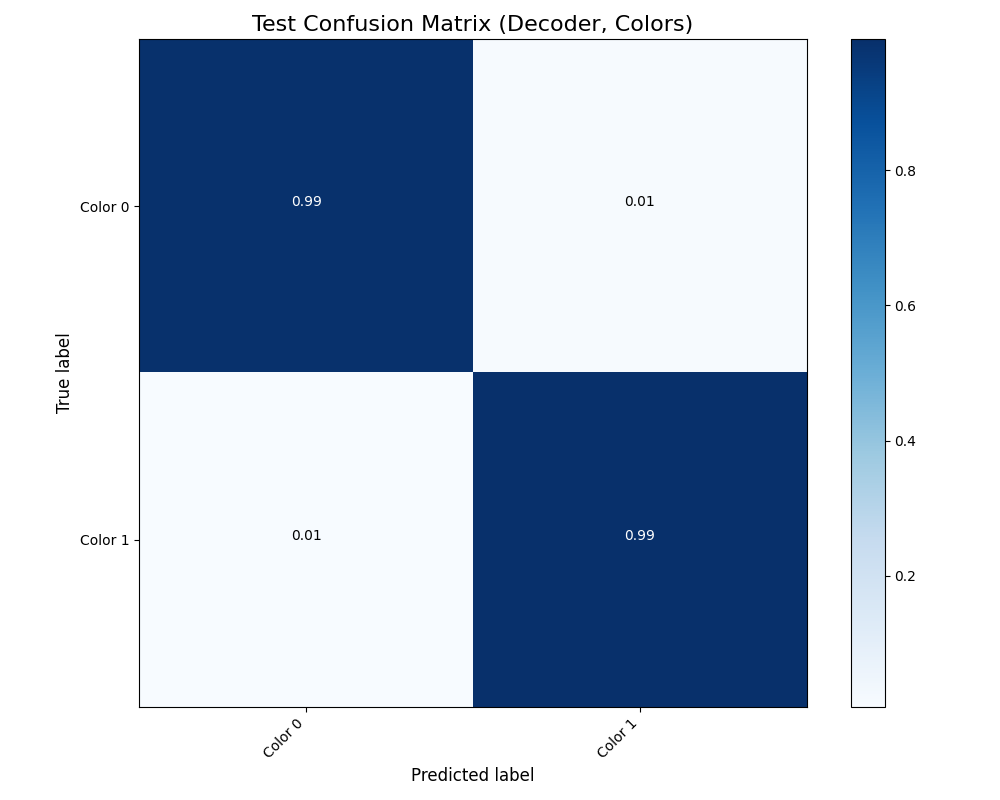 Test Confusion Matrix (Decoder, Colors)
True label
Color 0
0.99
0.01
Color 1
0.01
0.99
Color 0
Color 1
Predicted label
0.8
0.6
0.4
0.2